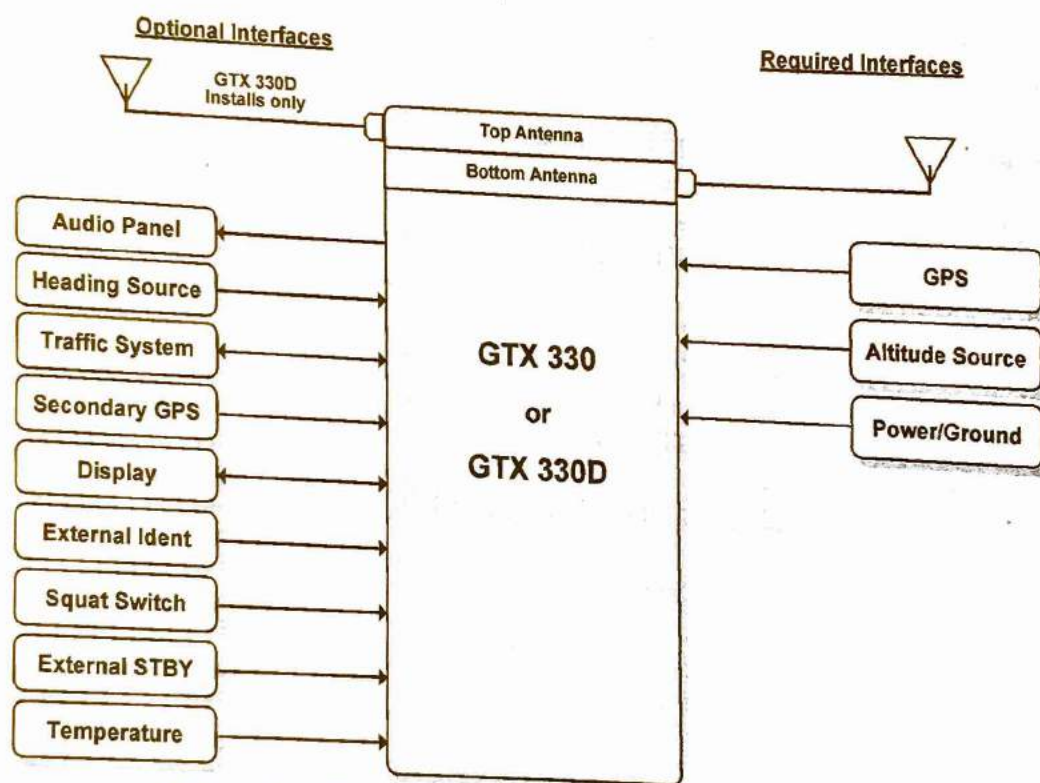 Optional Interfaces
Required Interfaces
GTX 330D
Installs only
Top Antenna
Bottom Antenna
Audio Panel
Heading Source
Traffic System
Secondary GPS
Display
External Ident
Squat Switch
External STBY
Temperature
GTX 330
or
GTX 330D
GPS
Altitude Source
Power/Ground